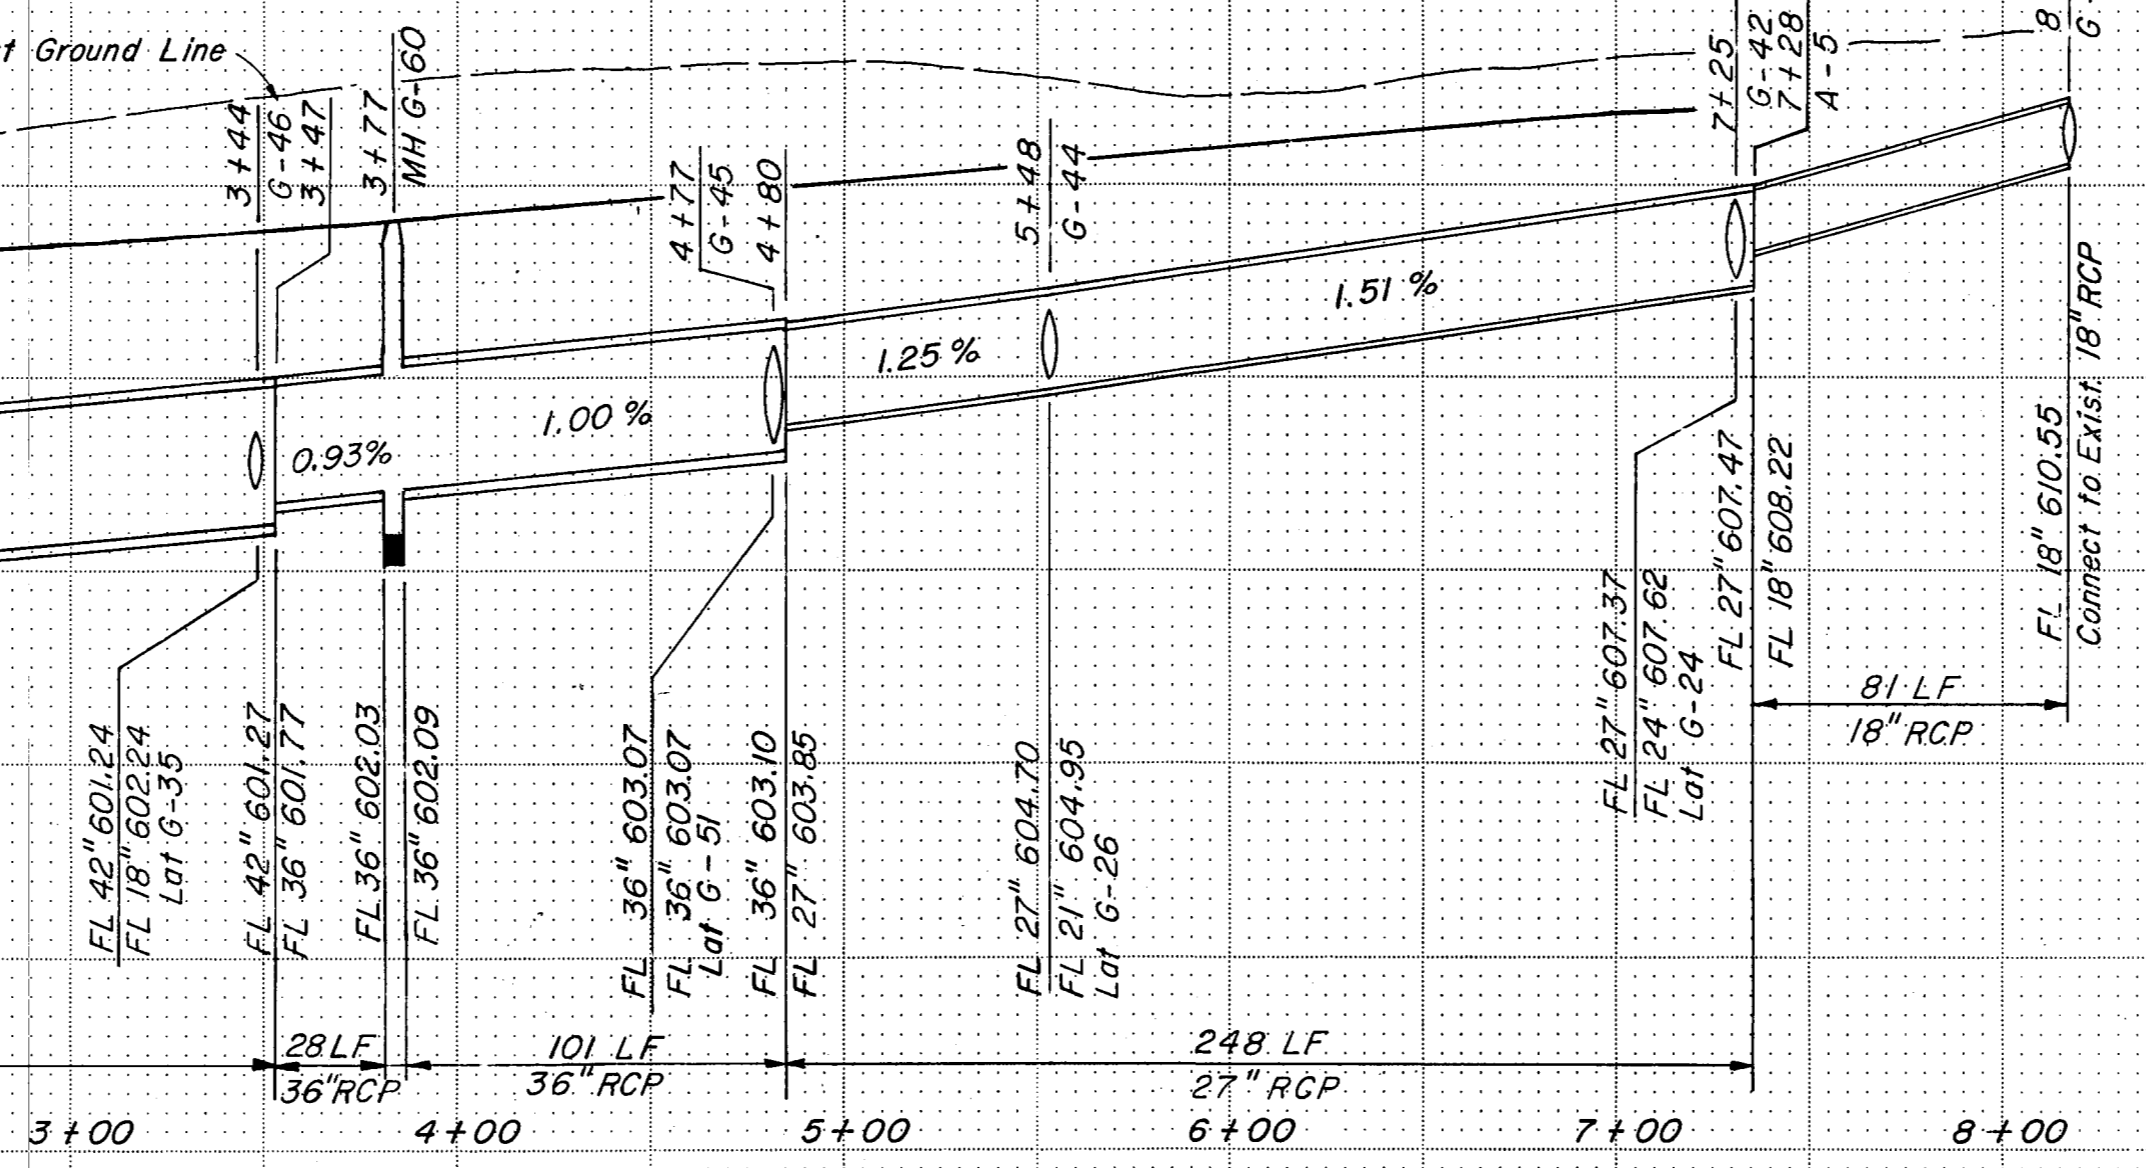 Ground Line
3+44
G-46
3+47
3+77
MH G-60
4+77
G-45
4+80
5+48
G-44
7+25
G-42
7+28
A-5
8
G
0.93%
1.00%
1.25%
1.51%
FL 42" 601.24
FL 18" 602.24
Lat G-35
FL 42" 601.27
FL 36" 601.77
FL 36" 602.03
FL 36" 602.09
FL 36" 603.07
FL 36" 603.07
Lat G-51
FL 36" 603.10
FL 27" 603.85
FL 27" 604.70
FL 21" 604.95
Lat G-26
FL 27" 607.37
FL 24" 607.62
Lat G-24
FL 27" 607.47
FL 18" 608.22
FL 18" 610.55
Connect to Exist. 18" RCP
81 LF
18" RCP
28 LF
36" RCP
101 LF
36" RCP
248 LF
27" RCP
3+00
4+00
5+00
6+00
7+00
8+00